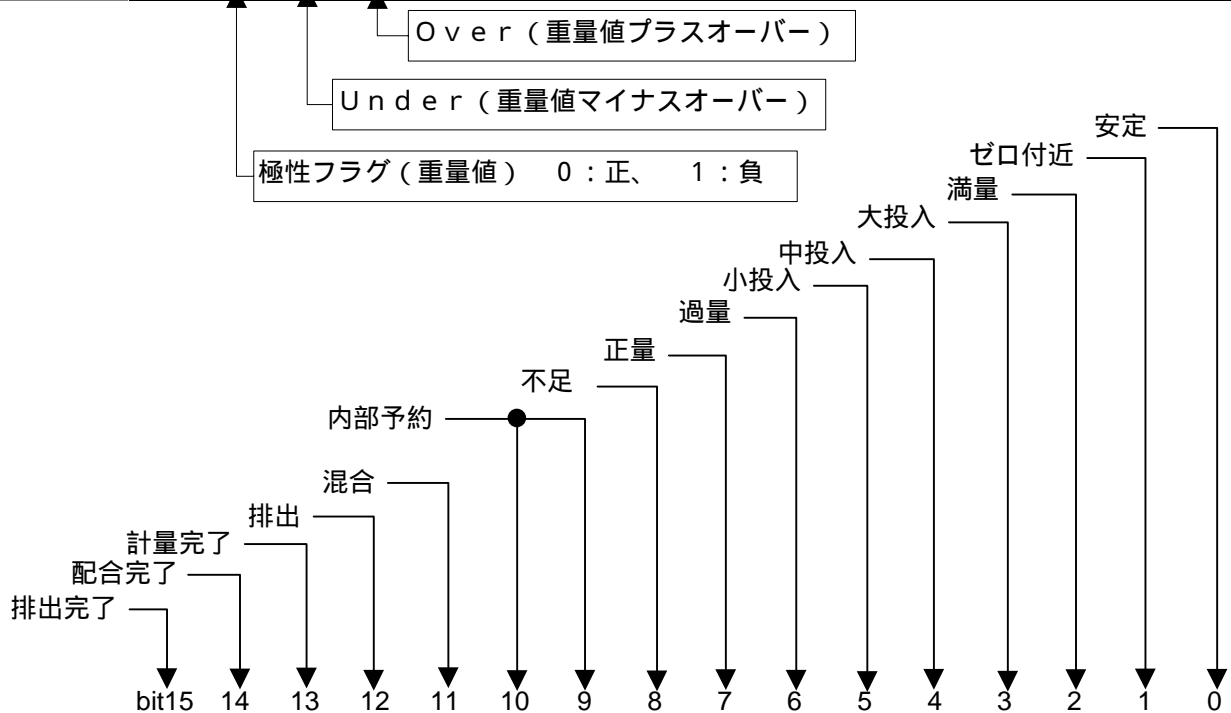 Over（重量値プラスオーバー）
Under（重量値マイナスオーバー）
極性フラグ（重量値） 0：正、 1：負
安定
ゼロ付近
満量
大投入
中投入
小投入
過量
正量
不足
内部予約
混合
排出
計量完了
配合完了
排出完了
bit15 14 13 12 11 10 9 8 7 6 5 4 3 2 1 0